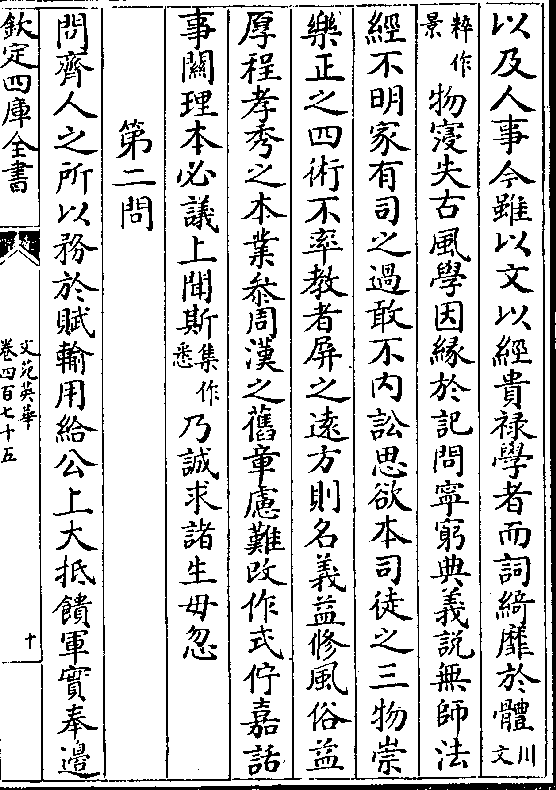 以及人事今雖以文以經貴禄學者而詞綺靡於體川文
粹作景物寖失古風學因緣於記問寧窮典義說無師法
經不明家有司之過敢不内訟思欲本司徒之三物崇
樂正之四術不率教者屏之遠方則名義益修風俗益
厚程孝秀之本業叅周漢之舊章慮難改作式佇嘉話
事關理本必議上聞斯集作悉乃誠求諸生毋忽
第二問
問齊人之所以務於賦輸用給公上大抵饋軍實奉邊
欽定四庫全書
文苑英華
卷四百七十五
十